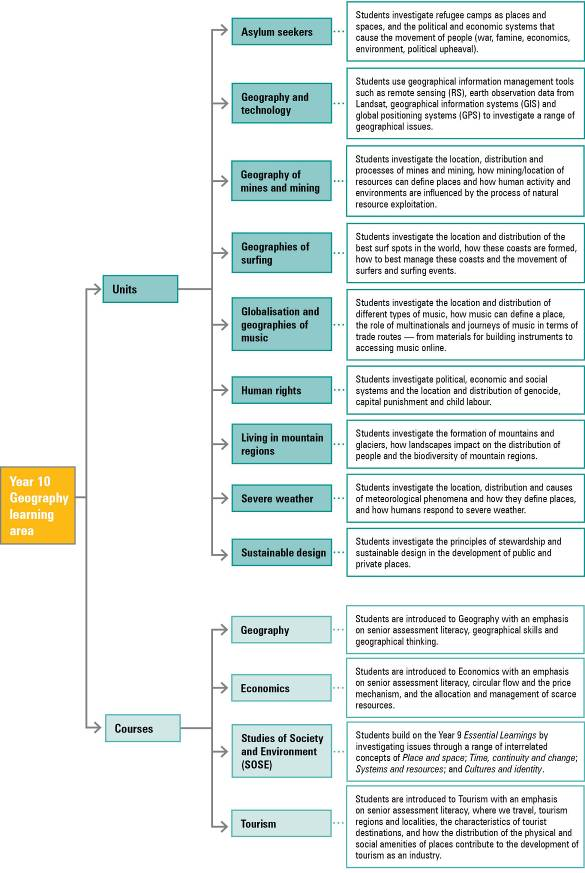 Year 10
Geography
learning
area
Units
Asylum seekers
Students investigate refugee camps as places and
spaces, and the political and economic systems that
cause the movement of people (war, famine, economics,
environment, political upheaval).
Geography and
technology
Students use geographical information management tools
such as remote sensing (RS), earth observation data from
Landsat, geographical information systems (GIS) and
global positioning systems (GPS) to investigate a range of
geographical issues.
Geography of
mines and mining
Students investigate the location, distribution and
processes of mines and mining, how mining/location of
resources can define places and how human activity and
environments are influenced by the process of natural
resource exploitation.
Geographies of
surfing
Students investigate the location and distribution of the
best surf spots in the world, how these coasts are formed,
how to best manage these coasts and the movement of
surfers and surfing events.
Globalisation and
geographies of
music
Students investigate the location and distribution of
different types of music, how music can define a place,
the role of multinationals and journeys of music in terms of
trade routes — from materials for building instruments to
accessing music online.
Human rights
Students investigate political, economic and social
systems and the location and distribution of genocide,
capital punishment and child labour.
Living in mountain
regions
Students investigate the formation of mountains and
glaciers, how landscapes impact on the distribution of
people and the biodiversity of mountain regions.
Severe weather
Students investigate the location, distribution and causes
of meteorological phenomena and how they define places,
and how humans respond to severe weather.
Sustainable design
Students investigate the principles of stewardship and
sustainable design in the development of public and
private places.
Courses
Geography
Students are introduced to Geography with an emphasis
on senior assessment literacy, geographical skills and
geographical thinking.
Economics
Students are introduced to Economics with an emphasis
on senior assessment literacy, circular flow and the price
mechanism, and the allocation and management of scarce
resources.
Studies of Society
and Environment
(SOSE)
Students build on the Year 9 Essential Learnings by
investigating issues through a range of interrelated
concepts of Place and space; Time, continuity and change;
Systems and resources; and Cultures and identity.
Tourism
Students are introduced to Tourism with an emphasis
on senior assessment literacy, where we travel, tourism
regions and localities, the characteristics of tourist
destinations, and how the distribution of the physical and
social amenities of places contribute to the development of
tourism as an industry.